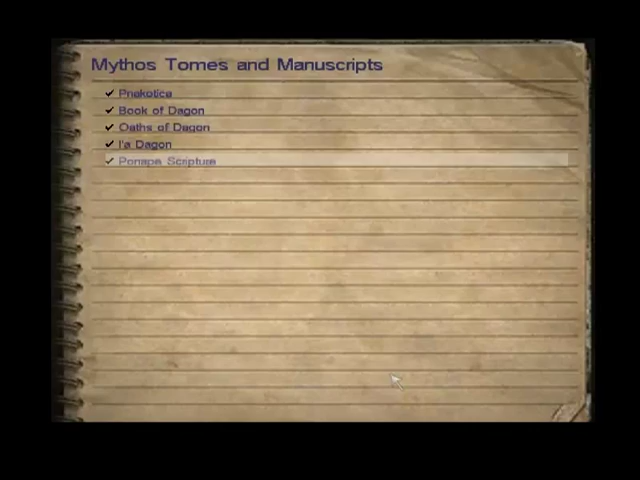 Mythos Tomes and Manuscripts
Pnakotica
Book of Dagon
Oaths of Dagon
I'a Dagon
Ponape Scripture